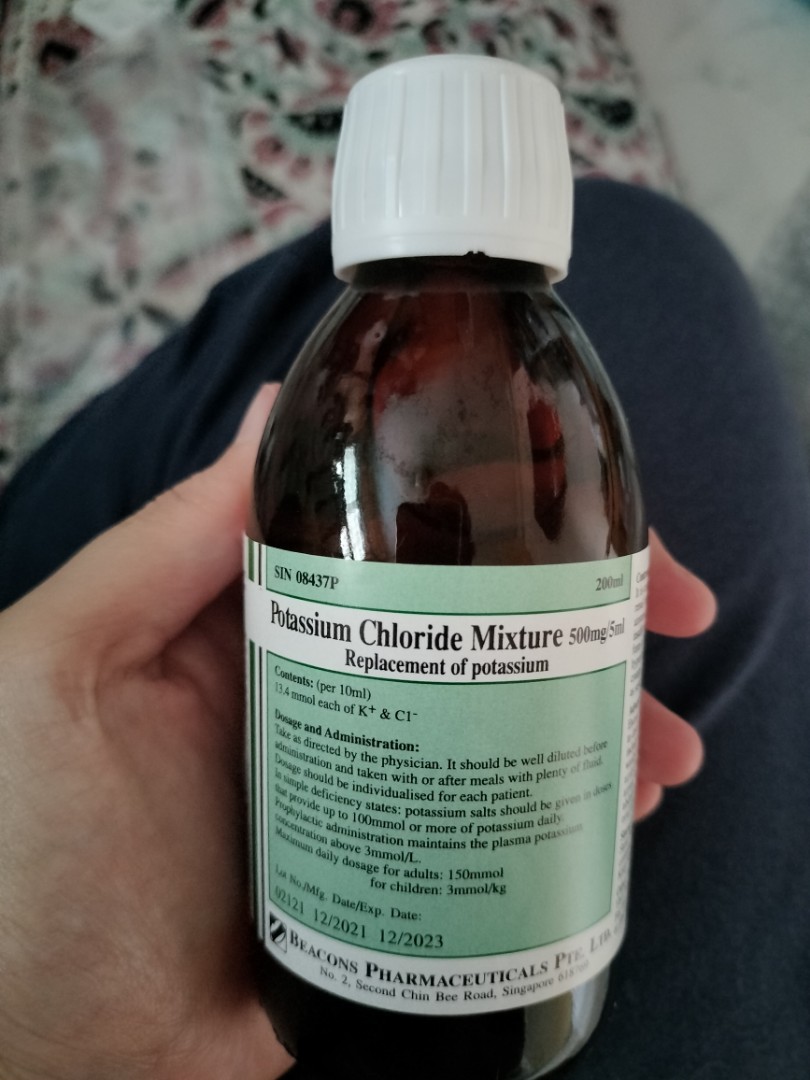 SIN 08437P
200ml
Potassium Chloride Mixture 500mg/5ml
Replacement of potassium
Contents: (per 10ml)
13.4 mmol each of K+ & Cl-
Dosage and Administration:
Take as directed by the physician. It should be well diluted before
administration and taken with or after meals with plenty of fluid.
Dosage should be individualised for each patient.
In simple deficiency states: potassium salts should be given in doses
that provide up to 100mmol or more of potassium daily.
Prophylactic administration maintains the plasma potassium
concentration above 3mmol/L.
Maximum daily dosage for adults: 150mmol
for children: 3mmol/kg
Lot No./Mfg. Date/Exp. Date:
02121 12/2021 12/2023
BEACONS PHARMACEUTICALS PTE. LTD.
No. 2, Second Chin Bee Road, Singapore